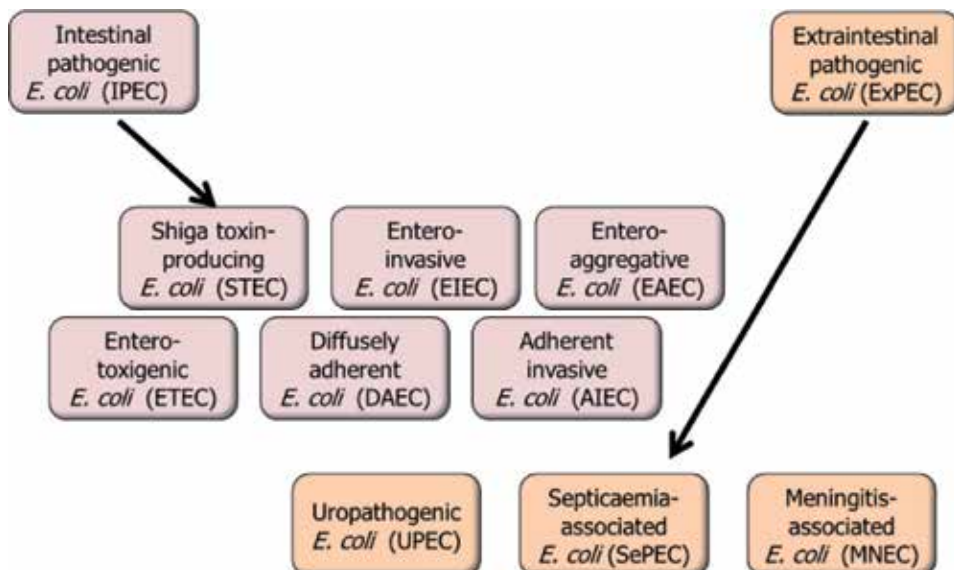 Intestinal
pathogenic
E. coli (IPEC)
Extraintestinal
pathogenic
E. coli (ExPEC)
Shiga toxin-
producing
E. coli (STEC)
Entero-
invasive
E. coli (EIEC)
Entero-
aggregative
E. coli (EAEC)
Entero-
toxigenic
E. coli (ETEC)
Diffusely
adherent
E. coli (DAEC)
Adherent
invasive
E. coli (AIEC)
Uropathogenic
E. coli (UPEC)
Septicaemia-
associated
E. coli (SePEC)
Meningitis-
associated
E. coli (MNEC)